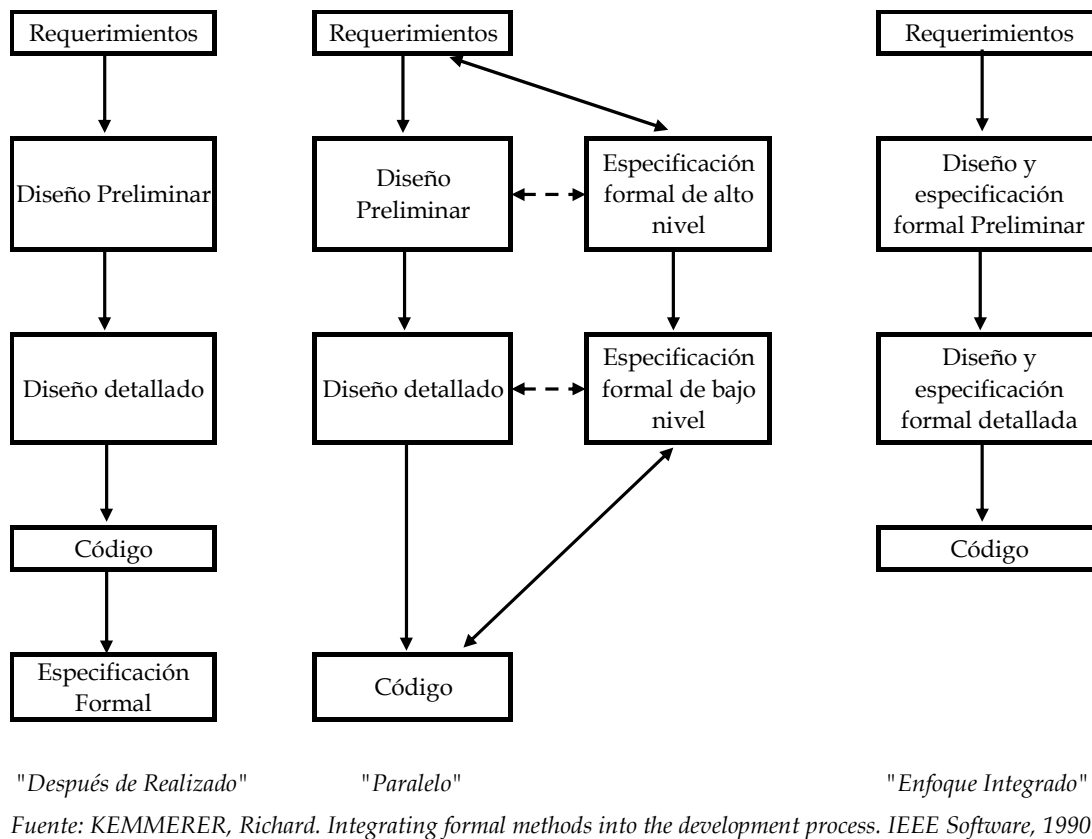 Requerimientos
Diseño Preliminar
Diseño detallado
Código
Especificación
Formal
"Después de Realizado"
Requerimientos
Diseño
Preliminar
Especificación
formal de alto
nivel
Diseño detallado
Especificación
formal de bajo
nivel
Código
"Paralelo"
Requerimientos
Diseño y
especificación
formal Preliminar
Diseño y
especificación
formal detallada
Código
"Enfoque Integrado"
Fuente: KEMMERER, Richard. Integrating formal methods into the development process. IEEE Software, 1990